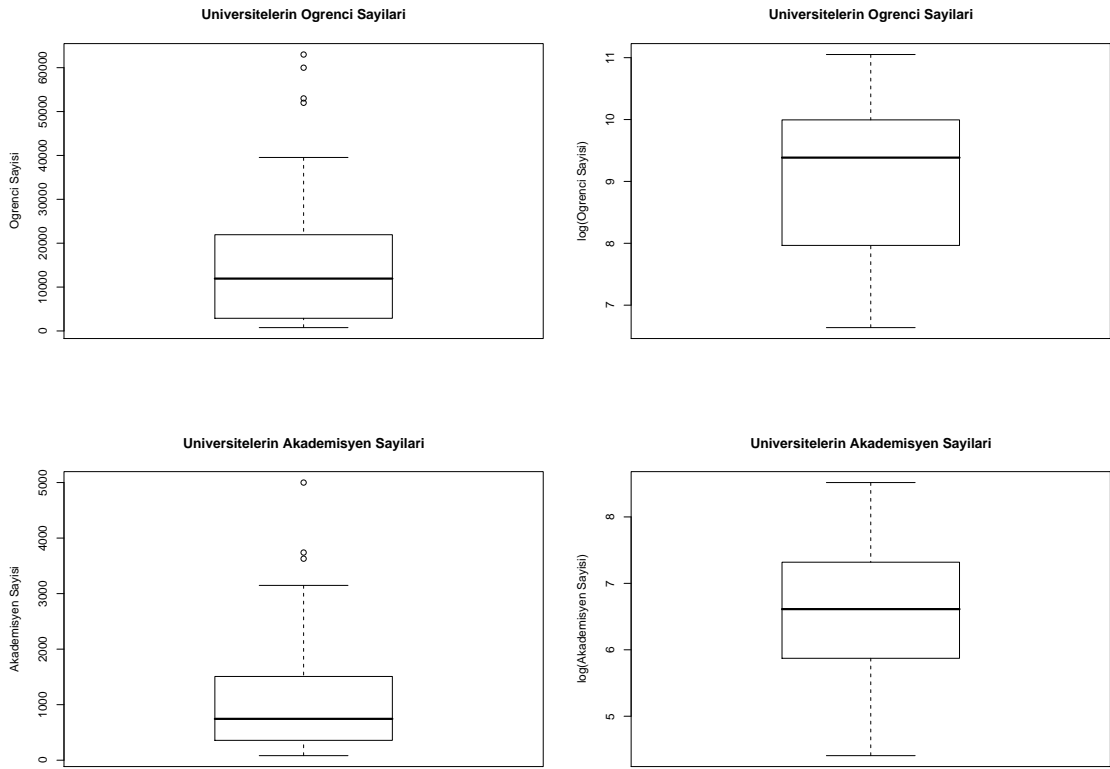 Universitelerin Ogrenci Sayilari
Ogrenci Sayisi
0 10000 20000 30000 40000 50000 60000
Universitelerin Ogrenci Sayilari
log(Ogrenci Sayisi)
7 8 9 10 11
Universitelerin Akademisyen Sayilari
Akademisyen Sayisi
0 1000 2000 3000 4000 5000
Universitelerin Akademisyen Sayilari
log(Akademisyen Sayisi)
5 6 7 8